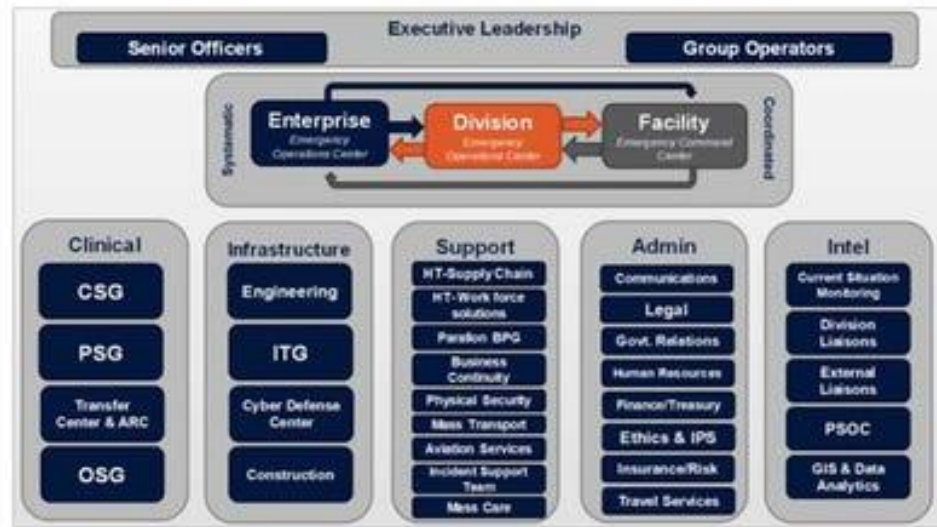 Executive Leadership
Senior Officers
Group Operators
Systematic
Enterprise
Emergency
Operations Center
Division
Emergency
Operations Center
Facility
Emergency Command
Center
Coordinated
Clinical
CSG
PSG
Transfer
Center & ARC
OSG
Infrastructure
Engineering
ITG
Cyber Defense
Center
Construction
Support
HT-Supply Chain
HT- Work force
solutions
Parallon BPG
Business
Continuity
Physical Security
Mass Transport
Aviation Services
Incident Support
Team
Mass Care
Admin
Communications
Legal
Govt. Relations
Human Resources
Finance/Treasury
Ethics & IPS
Insurance/Risk
Travel Services
Intel
Current Situation
Monitoring
Division
Liaisons
External
Liaisons
PSOC
GIS & Data
Analytics